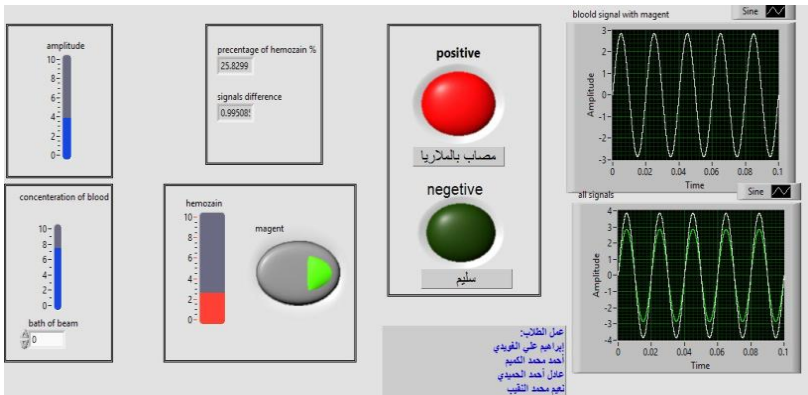 amplitude
10-
8-
6-
4-
2-
0-
concenteration of blood
10-
8-
6-
4-
2-
0-
bath of beam
0
precentage of hemozain %
25.8299
signals difference
0.99508
hemozain
10-
8-
6-
4-
2-
0-
magent
positive
مصاب بالملاريا
negetive
سليم
عمل الطلاب:
إبراهيم علي الغويدي
أحمد محمد الكميم
عادل أحمد الحميدي
نعيم محمد النقيب
bloold signal with magent
Sine
Amplitude
3-
2-
1-
0-
-1-
-2-
-3-
0 0.02 0.04 0.06 0.08 0.1
Time
all signals
Sine
Amplitude
4-
3-
2-
1-
0-
-1-
-2-
-3-
-4-
0 0.02 0.04 0.06 0.08 0.1
Time